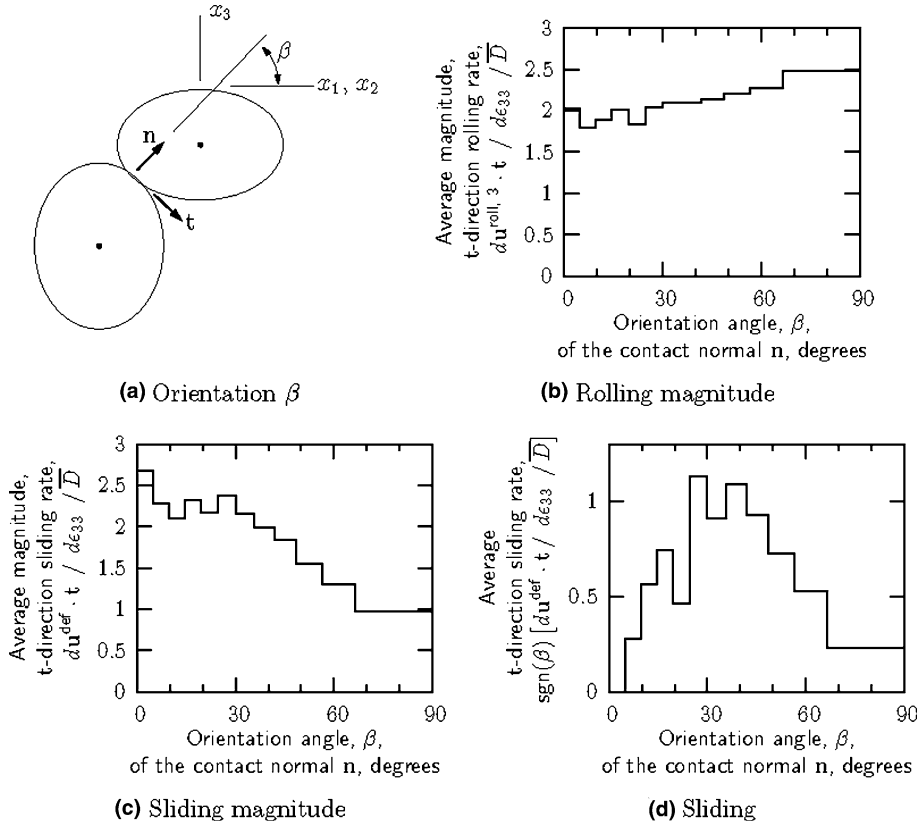 x₃
β
x₁, x₂
n
t
(a) Orientation β
Average magnitude,
t-direction rolling rate,
du^{roll, 3} · t / dϵ₃₃ / D̅
3
2.5
2
1.5
1
0.5
0
0 30 60 90
Orientation angle, β,
of the contact normal n, degrees
(b) Rolling magnitude
Average magnitude,
t-direction sliding rate,
du^{def} · t / dϵ₃₃ / D̅
3
2.5
2
1.5
1
0.5
0
0 30 60 90
Orientation angle, β,
of the contact normal n, degrees
(c) Sliding magnitude
Average
t-direction sliding rate,
sgn(β) [du^{def} · t / dϵ₃₃ / D̅]
1
0.5
0
0 30 60 90
Orientation angle, β,
of the contact normal n, degrees
(d) Sliding